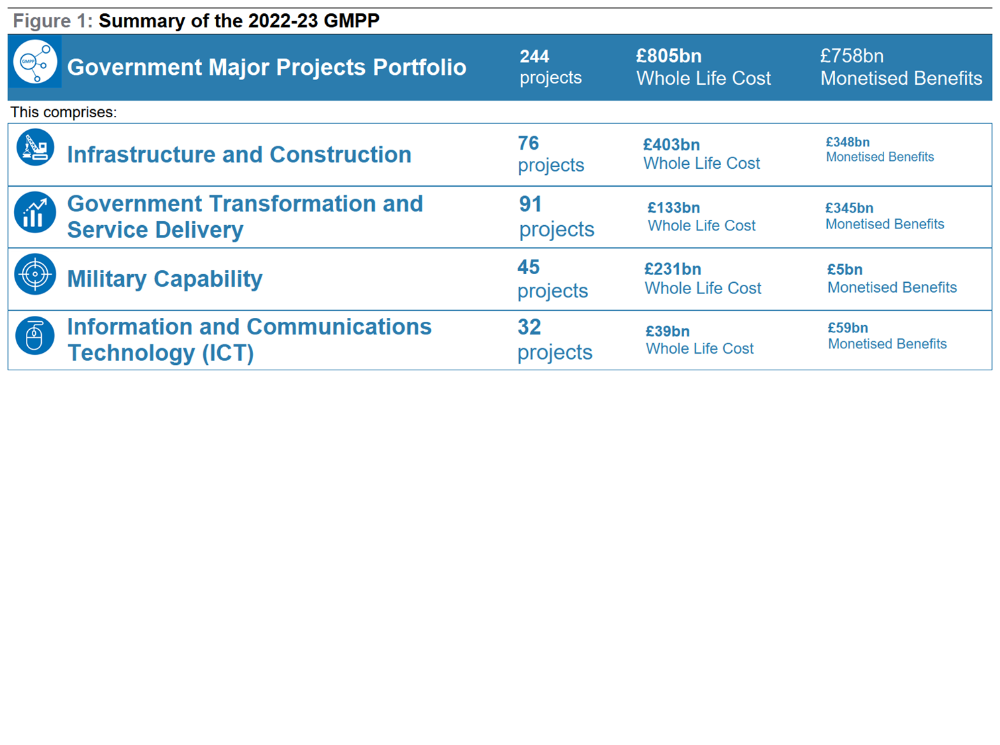 Figure 1: Summary of the 2022-23 GMPP
GMPP
Government Major Projects Portfolio
244
projects
£805bn
Whole Life Cost
£758bn
Monetised Benefits
This comprises:
Infrastructure and Construction
76
projects
£403bn
Whole Life Cost
£348bn
Monetised Benefits
Government Transformation and
Service Delivery
91
projects
£133bn
Whole Life Cost
£345bn
Monetised Benefits
Military Capability
45
projects
£231bn
Whole Life Cost
£5bn
Monetised Benefits
Information and Communications
Technology (ICT)
32
projects
£39bn
Whole Life Cost
£59bn
Monetised Benefits